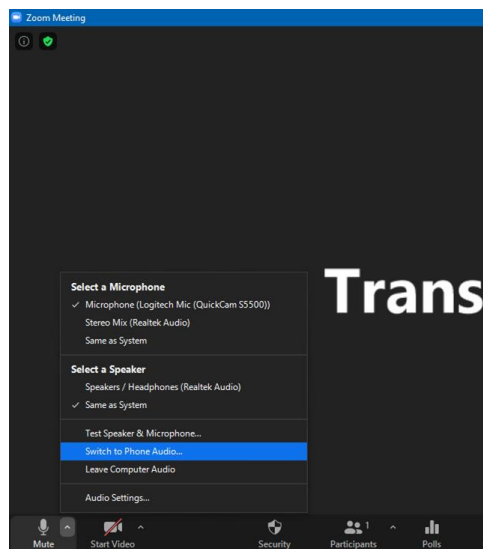 Zoom Meeting
Trans
Select a Microphone
Microphone (Logitech Mic (QuickCam S5500))
Stereo Mix (Realtek Audio)
Same as System
Select a Speaker
Speakers / Headphones (Realtek Audio)
Same as System
Test Speaker & Microphone...
Switch to Phone Audio...
Leave Computer Audio
Audio Settings...
Mute Start Video Security Participants 1 Polls